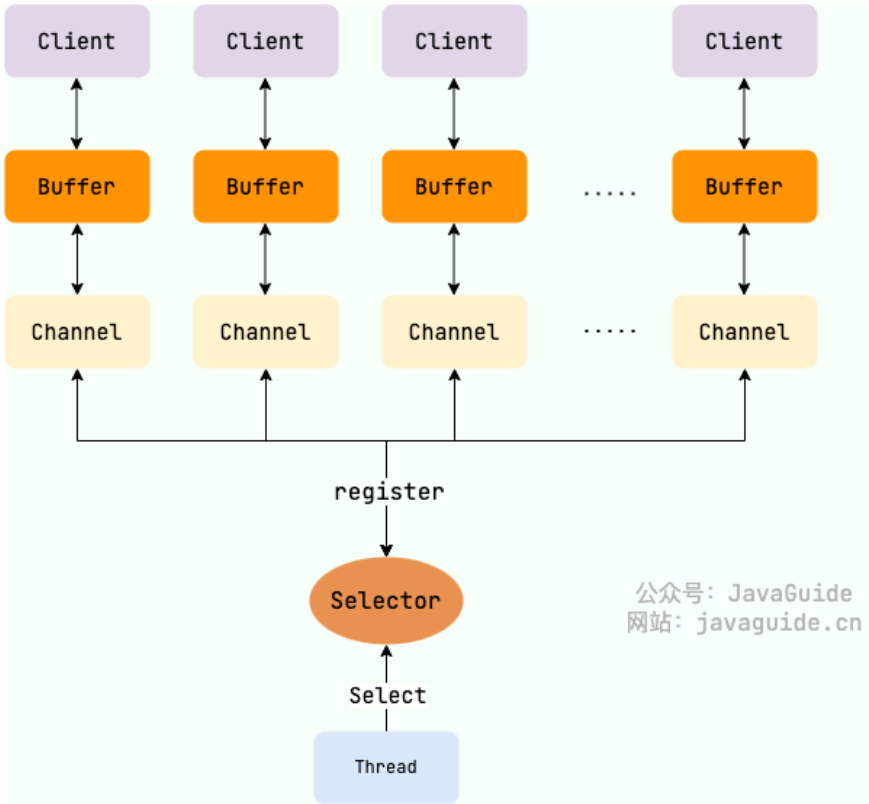 Client Client Client Client
Buffer Buffer Buffer ..... Buffer
Channel Channel Channel ..... Channel
register
Selector
公众号：JavaGuide
网站：javaguide.cn
Select
Thread